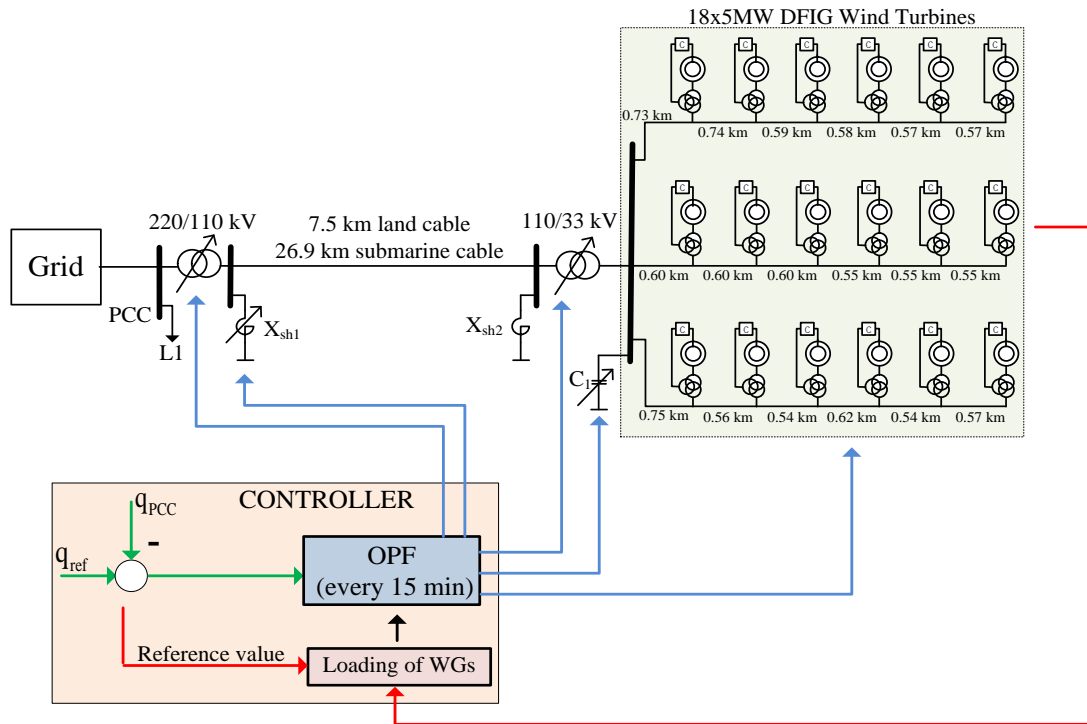 18x5MW DFIG Wind Turbines
C C C C C C
0.73 km
0.74 km 0.59 km 0.58 km 0.57 km 0.57 km
C C C C C C
220/110 kV
7.5 km land cable
26.9 km submarine cable
110/33 kV
Grid
0.60 km 0.60 km 0.60 km 0.55 km 0.55 km 0.55 km
PCC
L1
Xsh1
Xsh2
C C C C C C
C1
0.75 km 0.56 km 0.54 km 0.62 km 0.54 km 0.57 km
CONTROLLER
qPCC
-
qref
OPF
(every 15 min)
Reference value
Loading of WGs